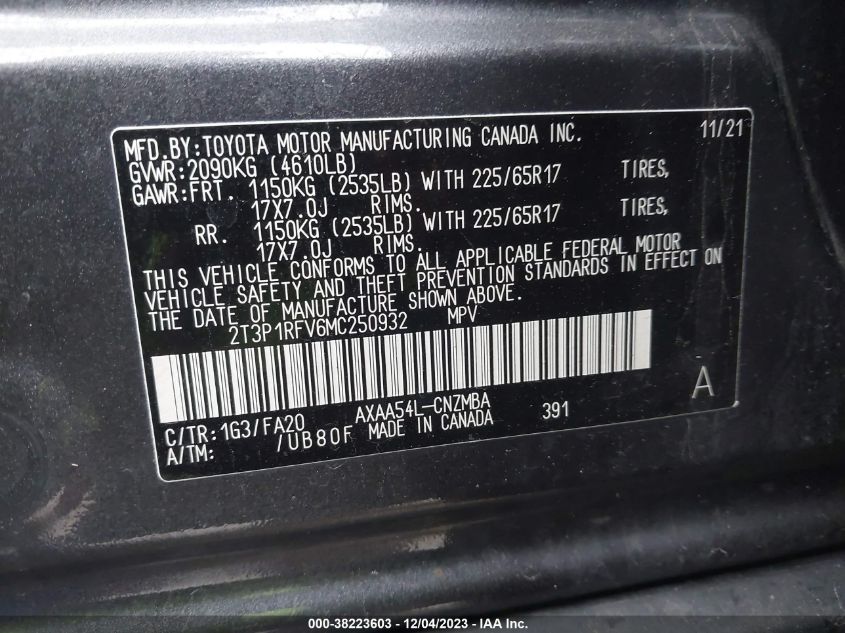 MFD.BY:TOYOTA MOTOR MANUFACTURING CANADA INC. 11/21
GVWR:2090KG (4610LB)
GAWR:FRT. 1150KG (2535LB) WITH 225/65R17 TIRES,
17X7.0J RIMS.
RR. 1150KG (2535LB) WITH 225/65R17 TIRES,
17X7.0J RIMS.
THIS VEHICLE CONFORMS TO ALL APPLICABLE FEDERAL MOTOR
VEHICLE SAFETY AND THEFT PREVENTION STANDARDS IN EFFECT ON
THE DATE OF MANUFACTURE SHOWN ABOVE.
2T3P1RFV6MC250932 MPV
A
C/TR:1G3/FA20 AXAA54L-CNZMBA 391
A/TM: /UB80F MADE IN CANADA
000-38223603 - 12/04/2023 - IAA Inc.